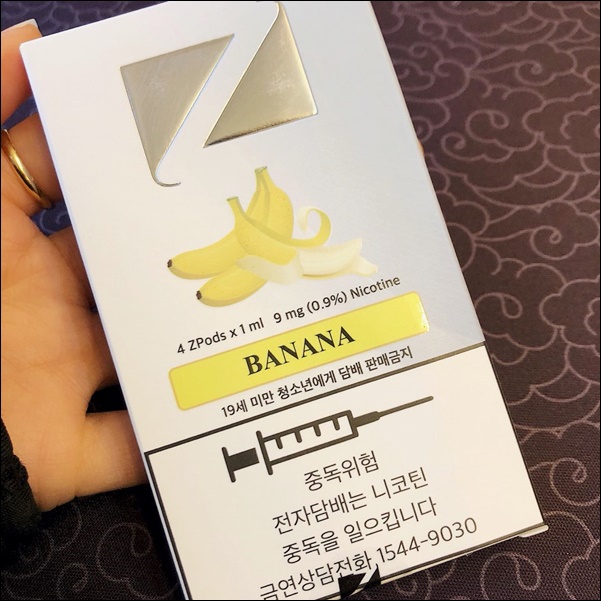 4 ZPods x 1 ml 9 mg (0.9%) Nicotine
BANANA
19세 미만 청소년에게 담배 판매금지
중독위험
전자담배는 니코틴
중독을 일으킵니다
금연상담전화 1544-9030